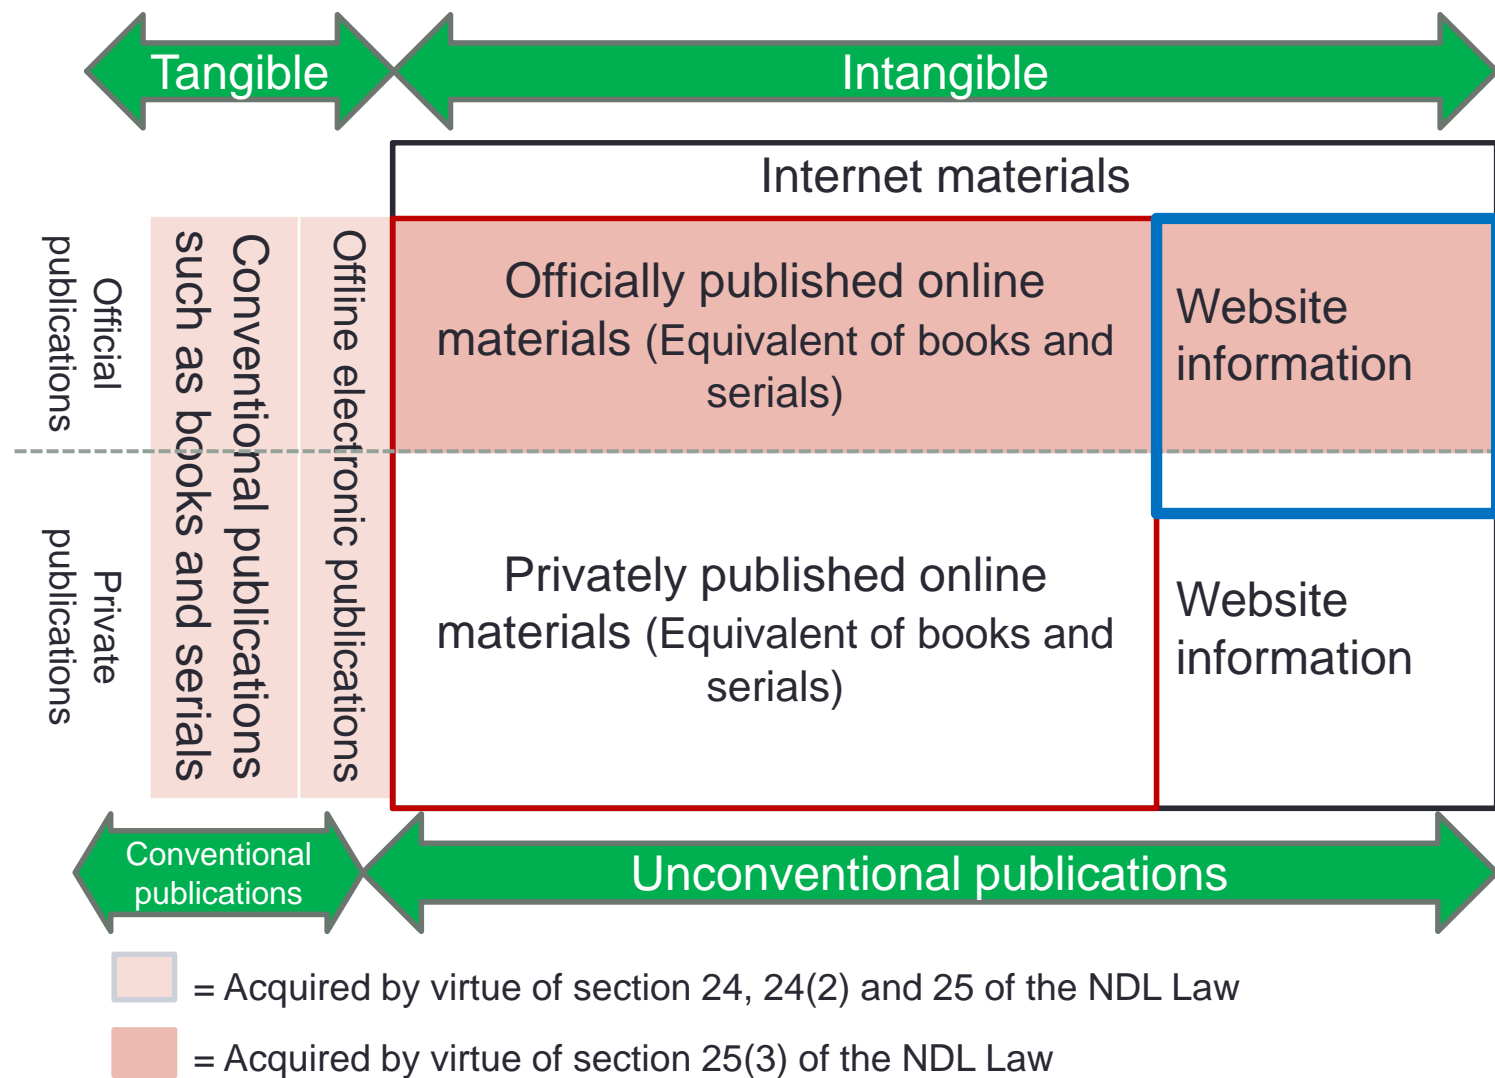 Tangible
Intangible
Internet materials
Official
publications
Private
publications
Conventional publications
such as books and serials
Offline electronic publications
Officially published online
materials (Equivalent of books and
serials)
Website
information
Privately published online
materials (Equivalent of books and
serials)
Website
information
Conventional
publications
Unconventional publications
= Acquired by virtue of section 24, 24(2) and 25 of the NDL Law
= Acquired by virtue of section 25(3) of the NDL Law